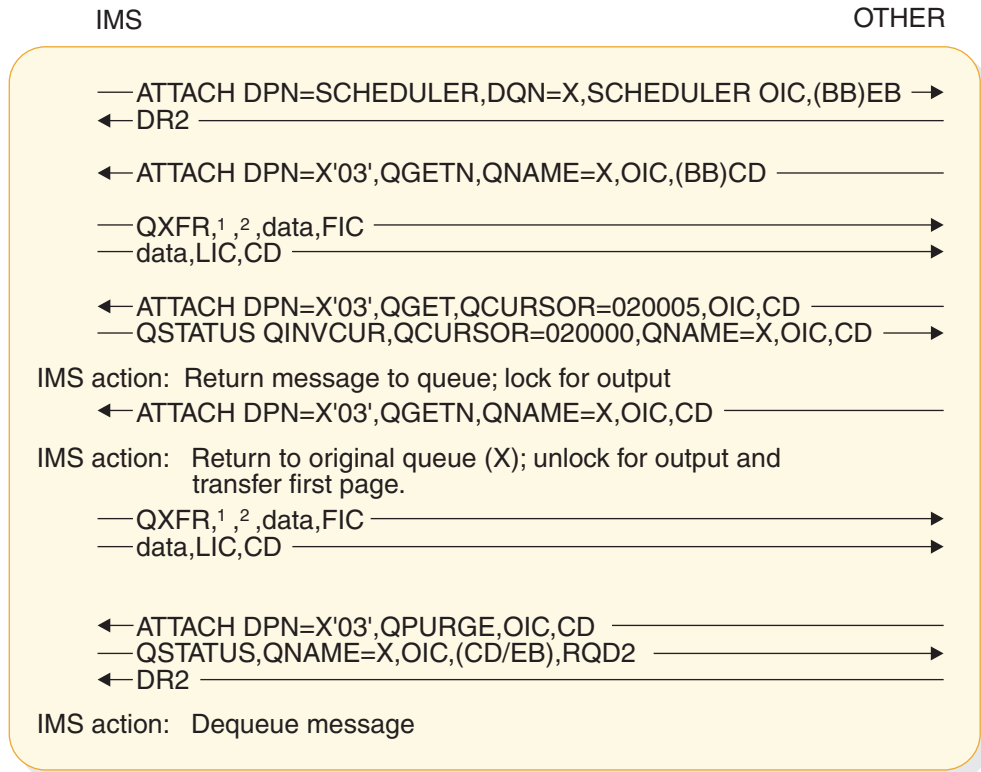 IMS OTHER
ATTACH DPN=SCHEDULER,DQN=X,SCHEDULER OIC,(BB)EB
DR2
ATTACH DPN=X'03',QGETN,QNAME=X,OIC,(BB)CD
QXFR,1 ,2 ,data,FIC
data,LIC,CD
ATTACH DPN=X'03',QGET,QCURSOR=020005,OIC,CD
QSTATUS QINVCUR,QCURSOR=020000,QNAME=X,OIC,CD
IMS action: Return message to queue; lock for output
ATTACH DPN=X'03',QGETN,QNAME=X,OIC,CD
IMS action: Return to original queue (X); unlock for output and
transfer first page.
QXFR,1 ,2 ,data,FIC
data,LIC,CD
ATTACH DPN=X'03',QPURGE,OIC,CD
QSTATUS,QNAME=X,OIC,(CD/EB),RQD2
DR2
IMS action: Dequeue message